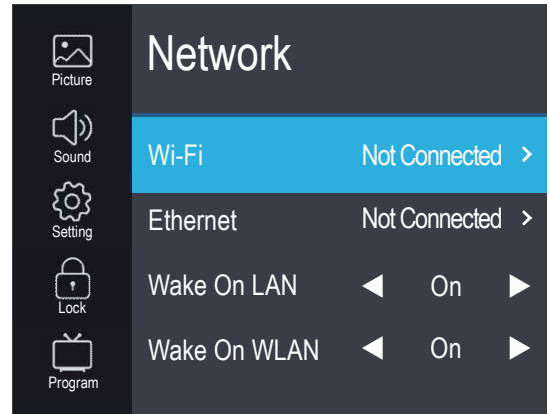 Picture
Sound
Setting
Lock
Program
Network
Wi-Fi Not Connected >
Ethernet Not Connected >
Wake On LAN ◀ On ▶
Wake On WLAN ◀ On ▶